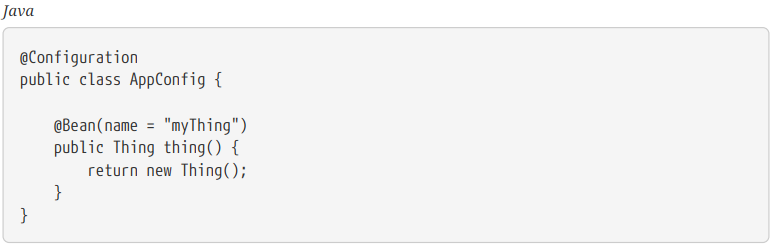 Java
@Configuration
public class AppConfig {
    @Bean(name = "myThing")
    public Thing thing() {
        return new Thing();
    }
}